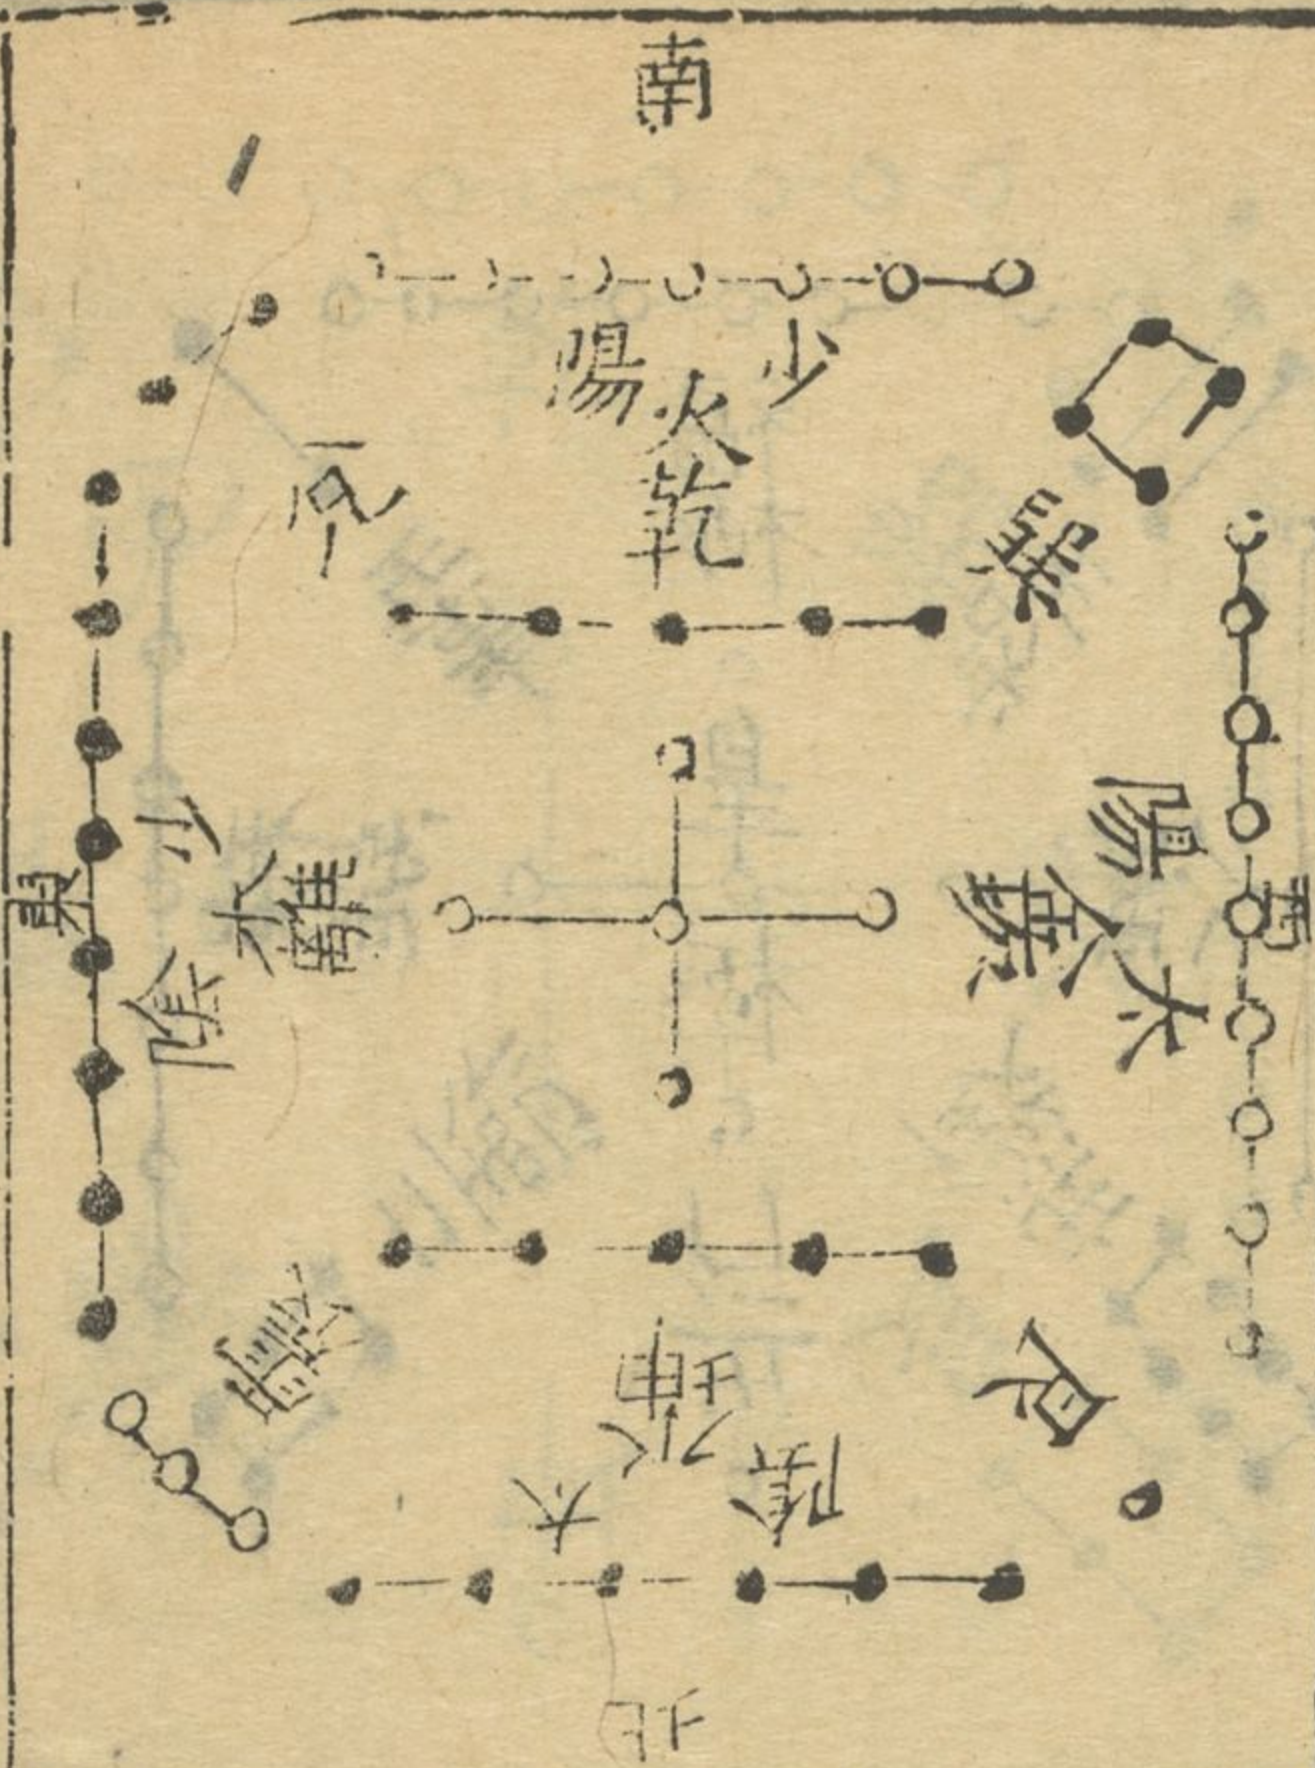 南
少陽
火
乾
兌
巽
東
少陰
木
離
西
太陽
金
坎
震
艮
坤
水
太陰
北